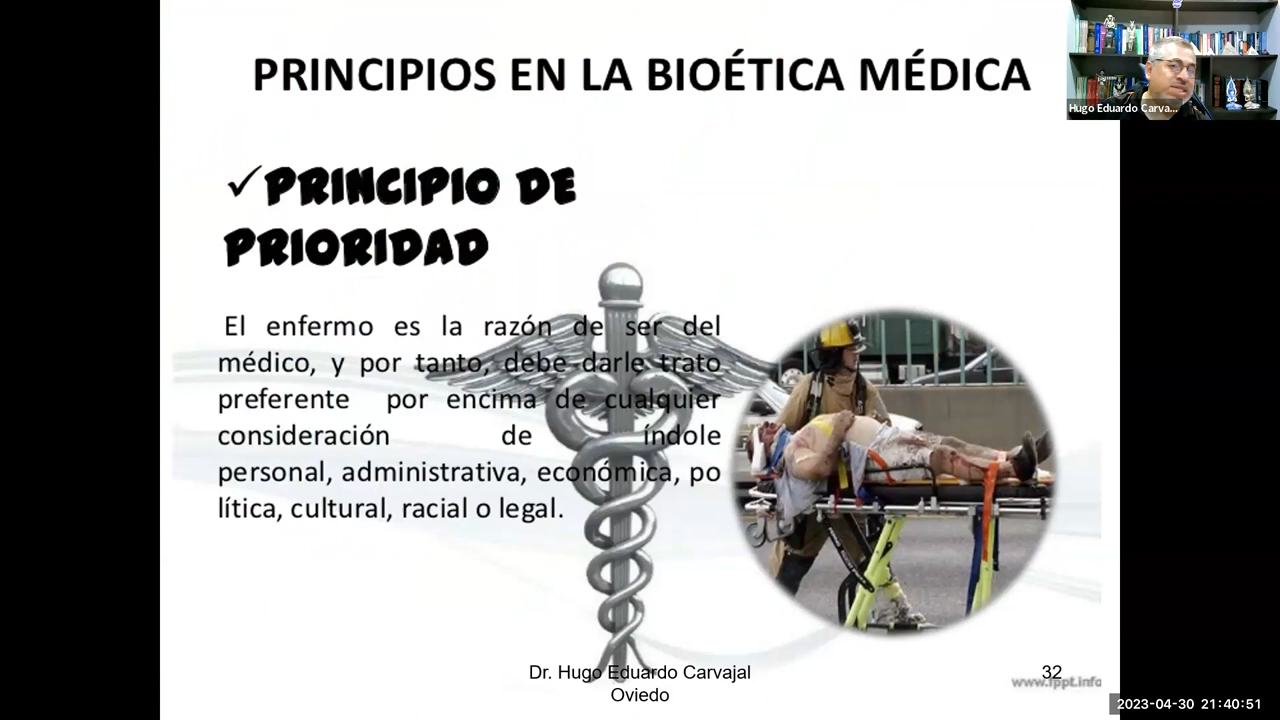 PRINCIPIOS EN LA BIOÉTICA MÉDICA
Hugo Eduardo Carva...
✓PRINCIPIO DE
PRIORIDAD
El enfermo es la razón de ser del
médico, y por tanto, debe darle trato
preferente por encima de cualquier
consideración de índole
personal, administrativa, económica, po
lítica, cultural, racial o legal.
Dr. Hugo Eduardo Carvajal
Oviedo
32
www.fppt.info
2023-04-30 21:40:51